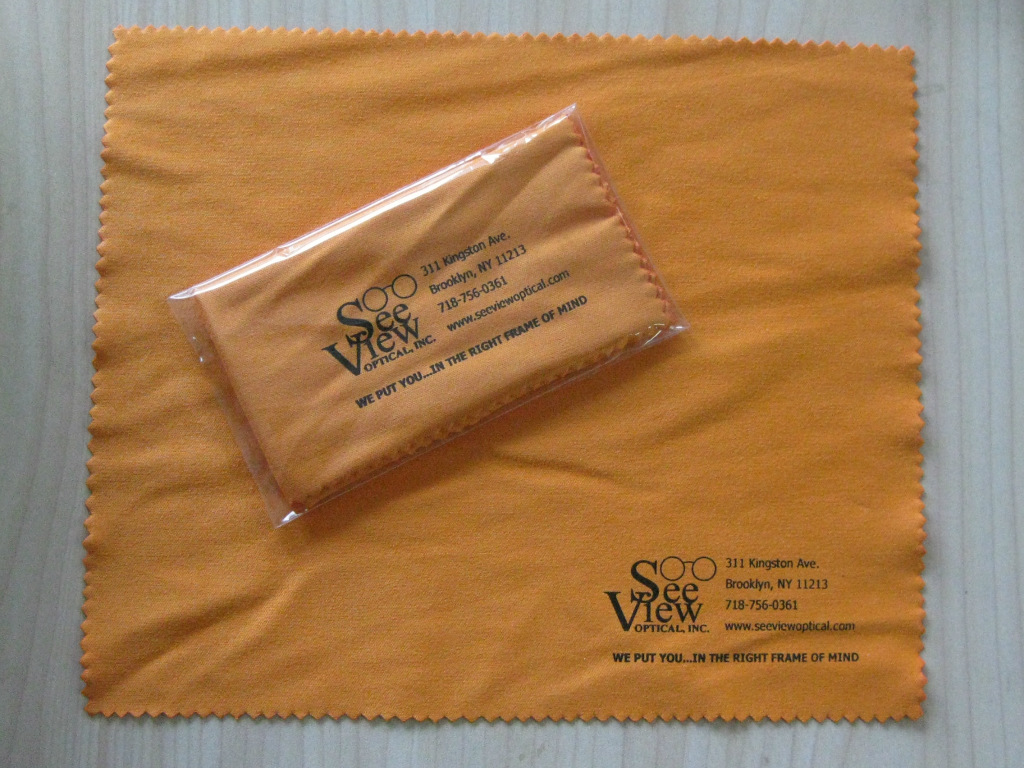 311 Kingston Ave.
Brooklyn, NY 11213
718-756-0361
www.seeviewoptical.com
See
View
OPTICAL, INC.
WE PUT YOU...IN THE RIGHT FRAME OF MIND
311 Kingston Ave.
Brooklyn, NY 11213
718-756-0361
www.seeviewoptical.com
See
View
OPTICAL, INC.
WE PUT YOU...IN THE RIGHT FRAME OF MIND